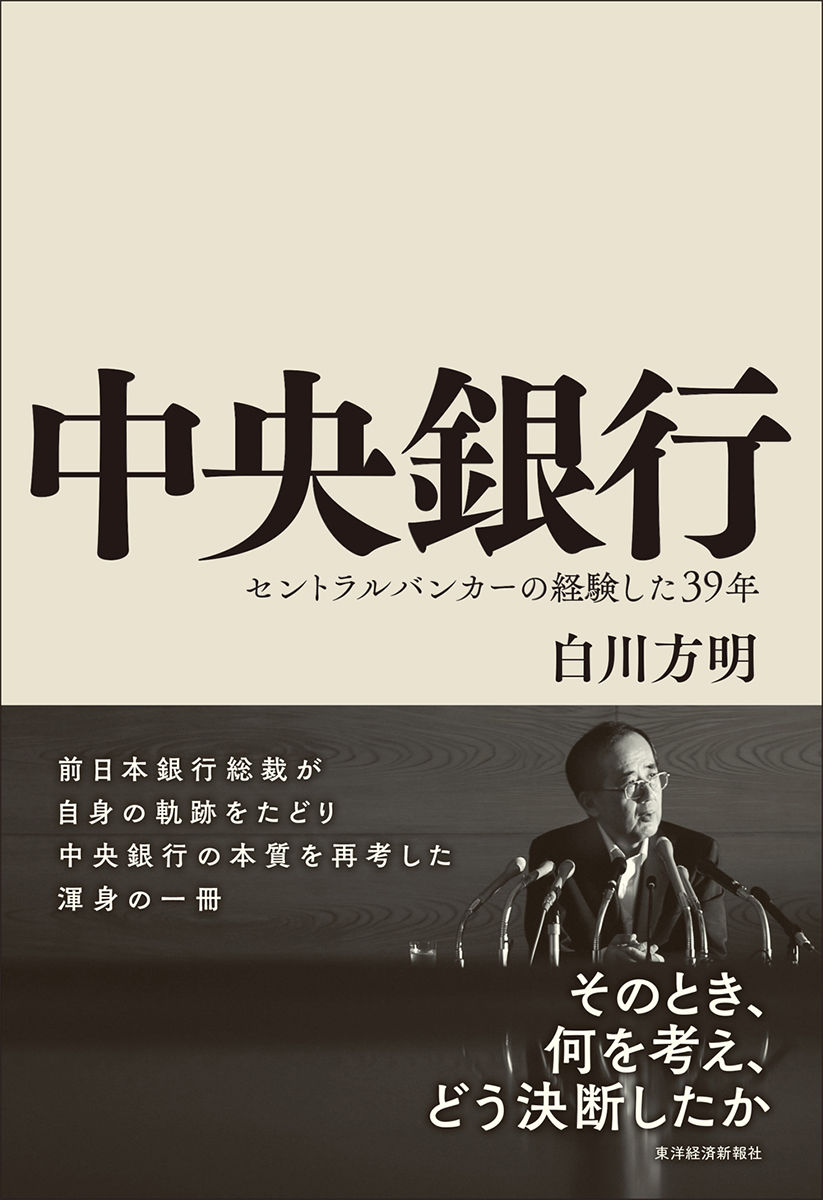 中央銀行
セントラルバンカーの経験した39年
白川方明
前日本銀行総裁が
自身の軌跡をたどり
中央銀行の本質を再考した
渾身の一冊
そのとき、
何を考え、
どう決断したか
東洋経済新報社